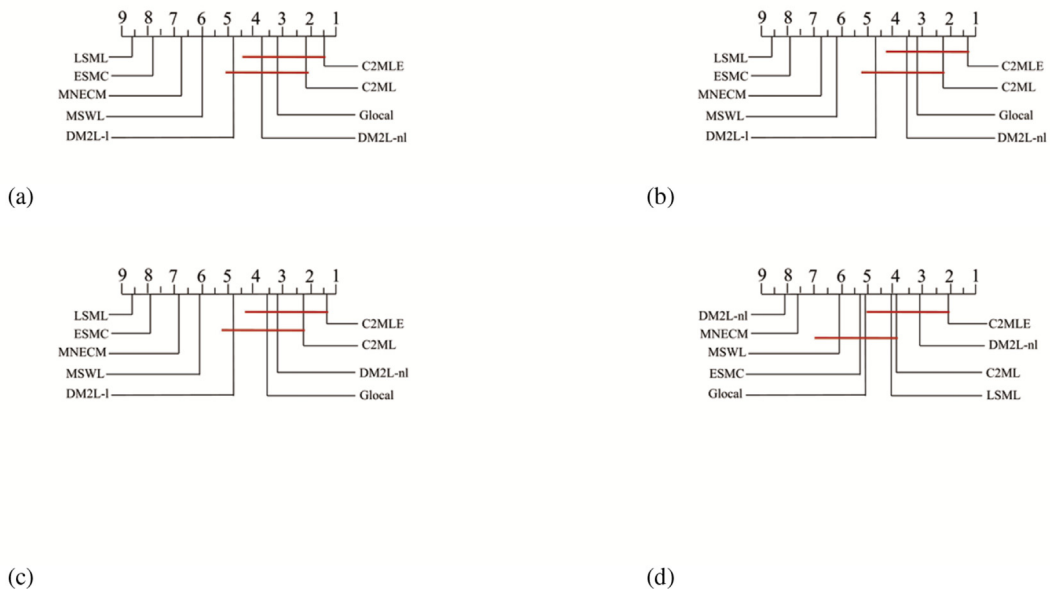 9 8 7 6 5 4 3 2 1
LSML
C2MLE
ESMC
C2ML
MNECM
MSWL
Glocal
DM2L-l
DM2L-nl
(a)
9 8 7 6 5 4 3 2 1
LSML
C2MLE
ESMC
C2ML
MNECM
MSWL
Glocal
DM2L-l
DM2L-nl
(b)
9 8 7 6 5 4 3 2 1
LSML
C2MLE
ESMC
C2ML
MNECM
MSWL
DM2L-nl
DM2L-l
Glocal
(c)
9 8 7 6 5 4 3 2 1
DM2L-nl
C2MLE
MNECM
DM2L-nl
MSWL
ESMC
C2ML
Glocal
LSML
(d)